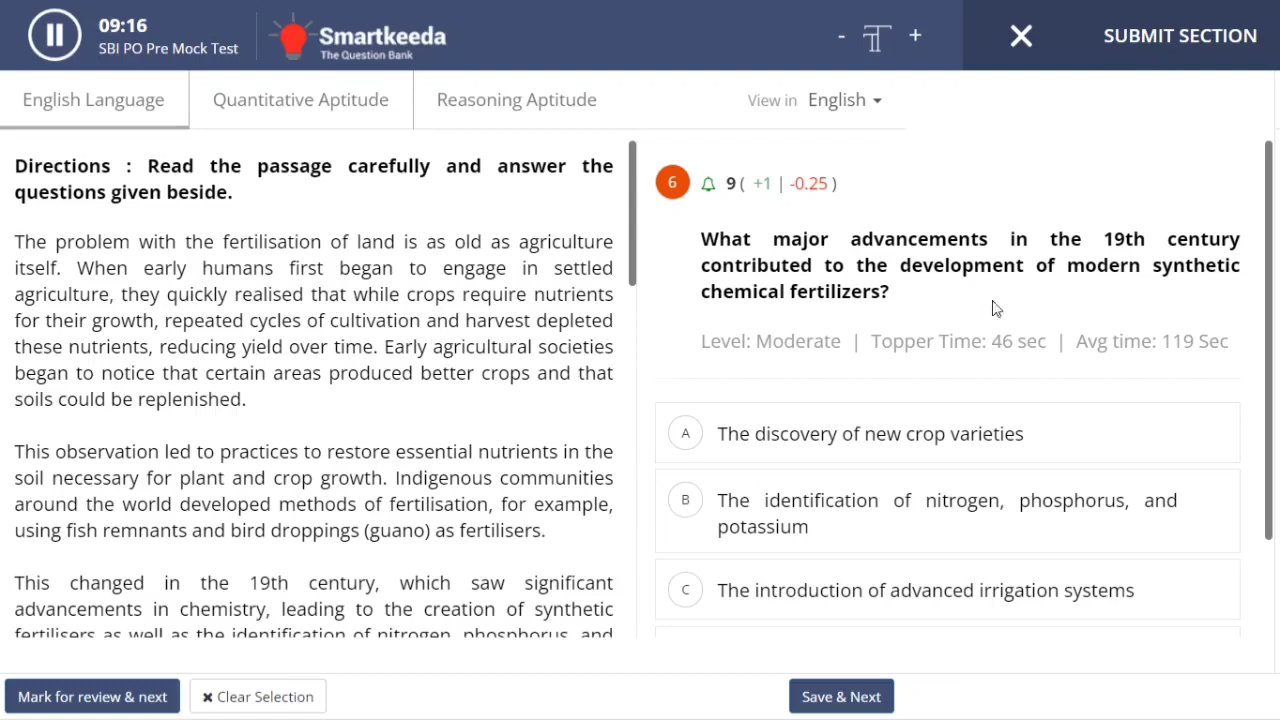 09:16
SBI PO Pre Mock Test
Smartkeeda
The Question Bank
- T +
SUBMIT SECTION
English Language
Quantitative Aptitude
Reasoning Aptitude
View in English
Directions : Read the passage carefully and answer the
questions given beside.
The problem with the fertilisation of land is as old as agriculture
itself. When early humans first began to engage in settled
agriculture, they quickly realised that while crops require nutrients
for their growth, repeated cycles of cultivation and harvest depleted
these nutrients, reducing yield over time. Early agricultural societies
began to notice that certain areas produced better crops and that
soils could be replenished.
This observation led to practices to restore essential nutrients in the
soil necessary for plant and crop growth. Indigenous communities
around the world developed methods of fertilisation, for example,
using fish remnants and bird droppings (guano) as fertilisers.
This changed in the 19th century, which saw significant
advancements in chemistry, leading to the creation of synthetic
fertilisers as well as the identification of nitrogen, phosphorus, and
6
9 ( +1 | -0.25 )
What major advancements in the 19th century
contributed to the development of modern synthetic
chemical fertilizers?
Level: Moderate | Topper Time: 46 sec | Avg time: 119 Sec
A The discovery of new crop varieties
B The identification of nitrogen, phosphorus, and
potassium
C The introduction of advanced irrigation systems
Mark for review & next
Clear Selection
Save & Next